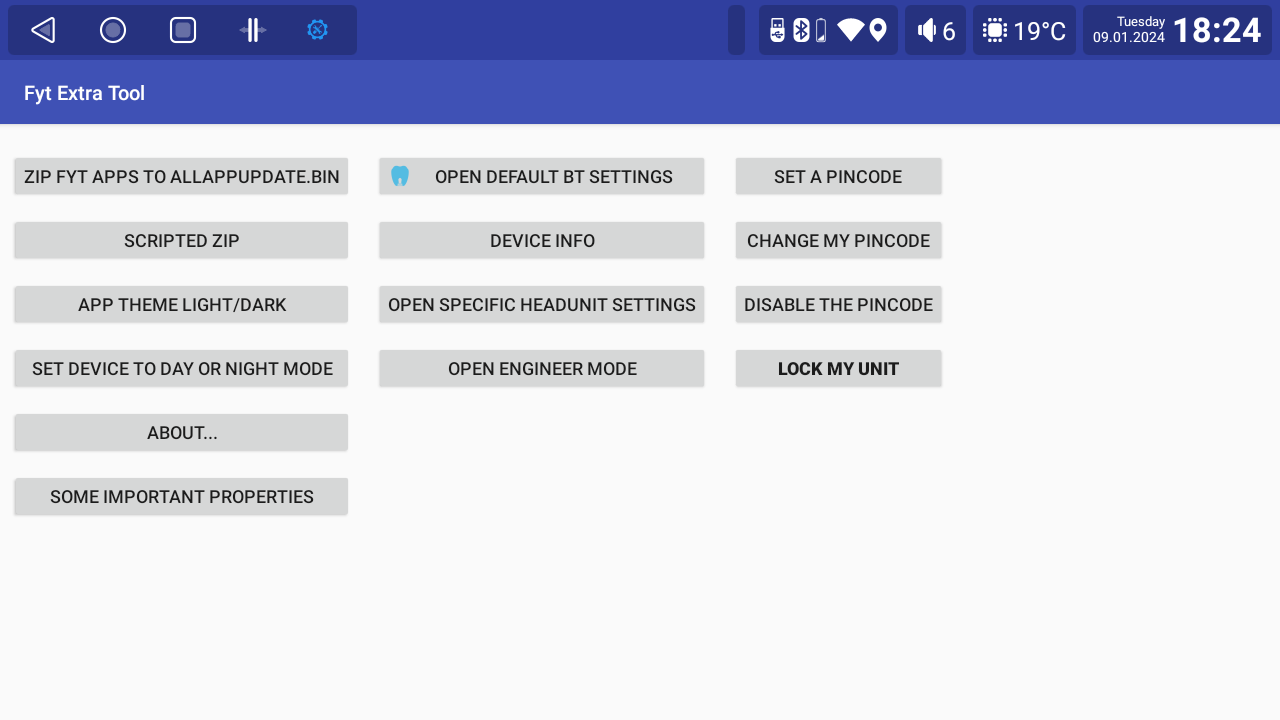 6
19°C
Tuesday
09.01.2024
18:24
Fyt Extra Tool
ZIP FYT APPS TO ALLAPPUPDATE.BIN
OPEN DEFAULT BT SETTINGS
SET A PINCODE
SCRIPTED ZIP
DEVICE INFO
CHANGE MY PINCODE
APP THEME LIGHT/DARK
OPEN SPECIFIC HEADUNIT SETTINGS
DISABLE THE PINCODE
SET DEVICE TO DAY OR NIGHT MODE
OPEN ENGINEER MODE
LOCK MY UNIT
ABOUT...
SOME IMPORTANT PROPERTIES